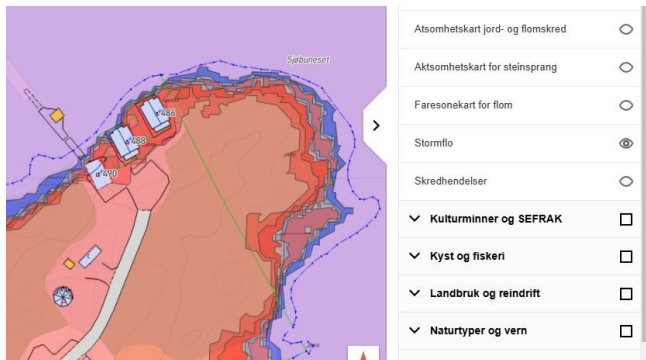 Sjøbuneset
486
488
490
Atsomhetskart jord- og flomskred
Aktsomhetskart for steinsprang
Faresonekart for flom
Stormflo
Skredhendelser
Kulturminner og SEFRAK
Kyst og fiskeri
Landbruk og reindrift
Naturtyper og vern